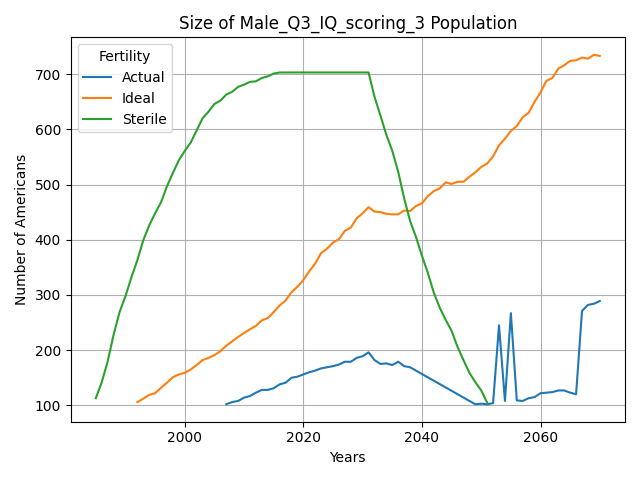 Size of Male_Q3_IQ_scoring_3 Population
Fertility
Actual
Ideal
Sterile
Number of Americans
700
600
500
400
300
200
100
2000
2020
2040
2060
Years